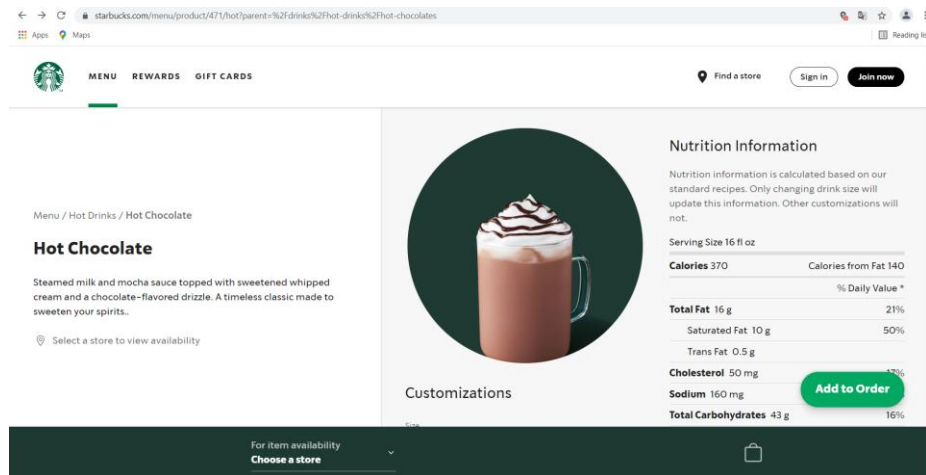 starbucks.com/menu/product/471/hot?parent=%2Fdrinks%2Fhot-drinks%2Fhot-chocolates
Apps Maps
Reading
MENU REWARDS GIFT CARDS
Find a store
Sign in
Join now
Menu / Hot Drinks / Hot Chocolate
Hot Chocolate
Steamed milk and mocha sauce topped with sweetened whipped
cream and a chocolate-flavored drizzle. A timeless classic made to
sweeten your spirits..
Select a store to view availability
Customizations
Size
Nutrition Information
Nutrition information is calculated based on our
standard recipes. Only changing drink size will
update this information. Other customizations will
not.
Serving Size 16 fl oz
Calories 370 Calories from Fat 140
% Daily Value *
Total Fat 16 g 21%
Saturated Fat 10 g 50%
Trans Fat 0.5 g
Cholesterol 50 mg
Sodium 160 mg
Total Carbohydrates 43 g 16%
Add to Order
For item availability
Choose a store